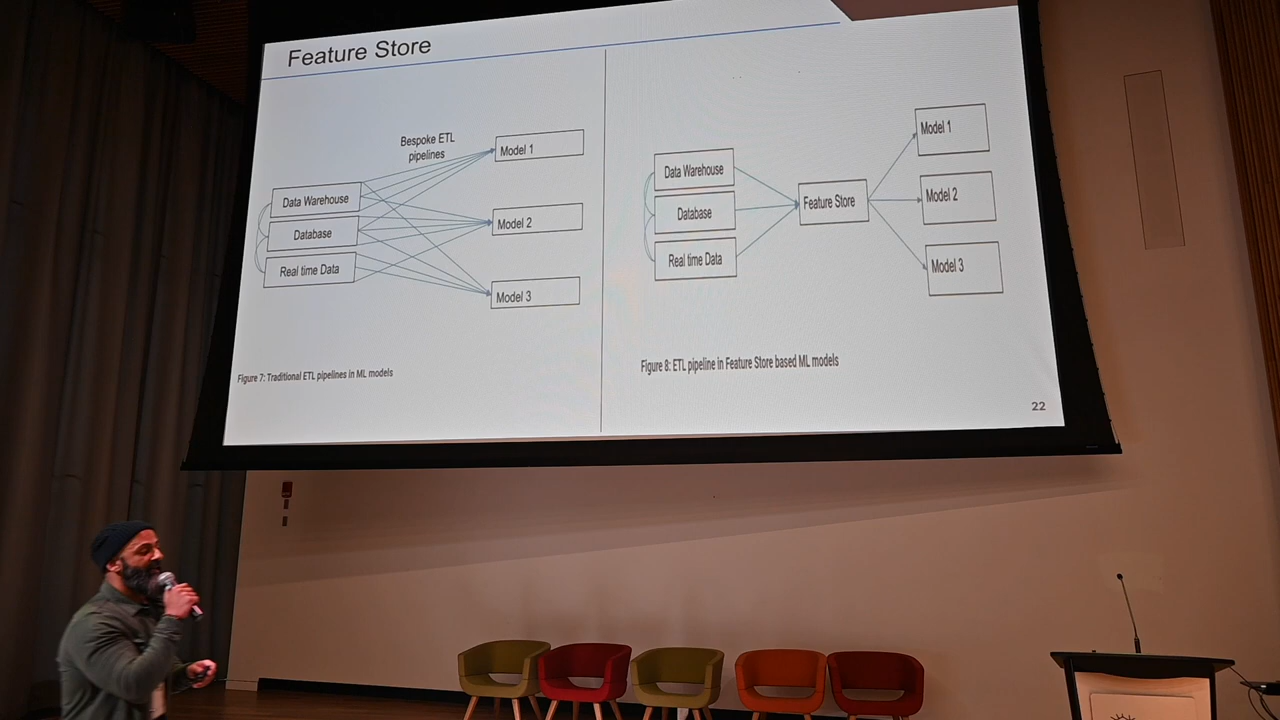 Feature Store
Bespoke ETL
pipelines
Data Warehouse
Database
Real time Data
Model 1
Model 2
Model 3
Figure 7: Traditional ETL pipelines in ML models
Data Warehouse
Database
Real time Data
Feature Store
Model 1
Model 2
Model 3
Figure 8: ETL pipeline in Feature Store based ML models
22